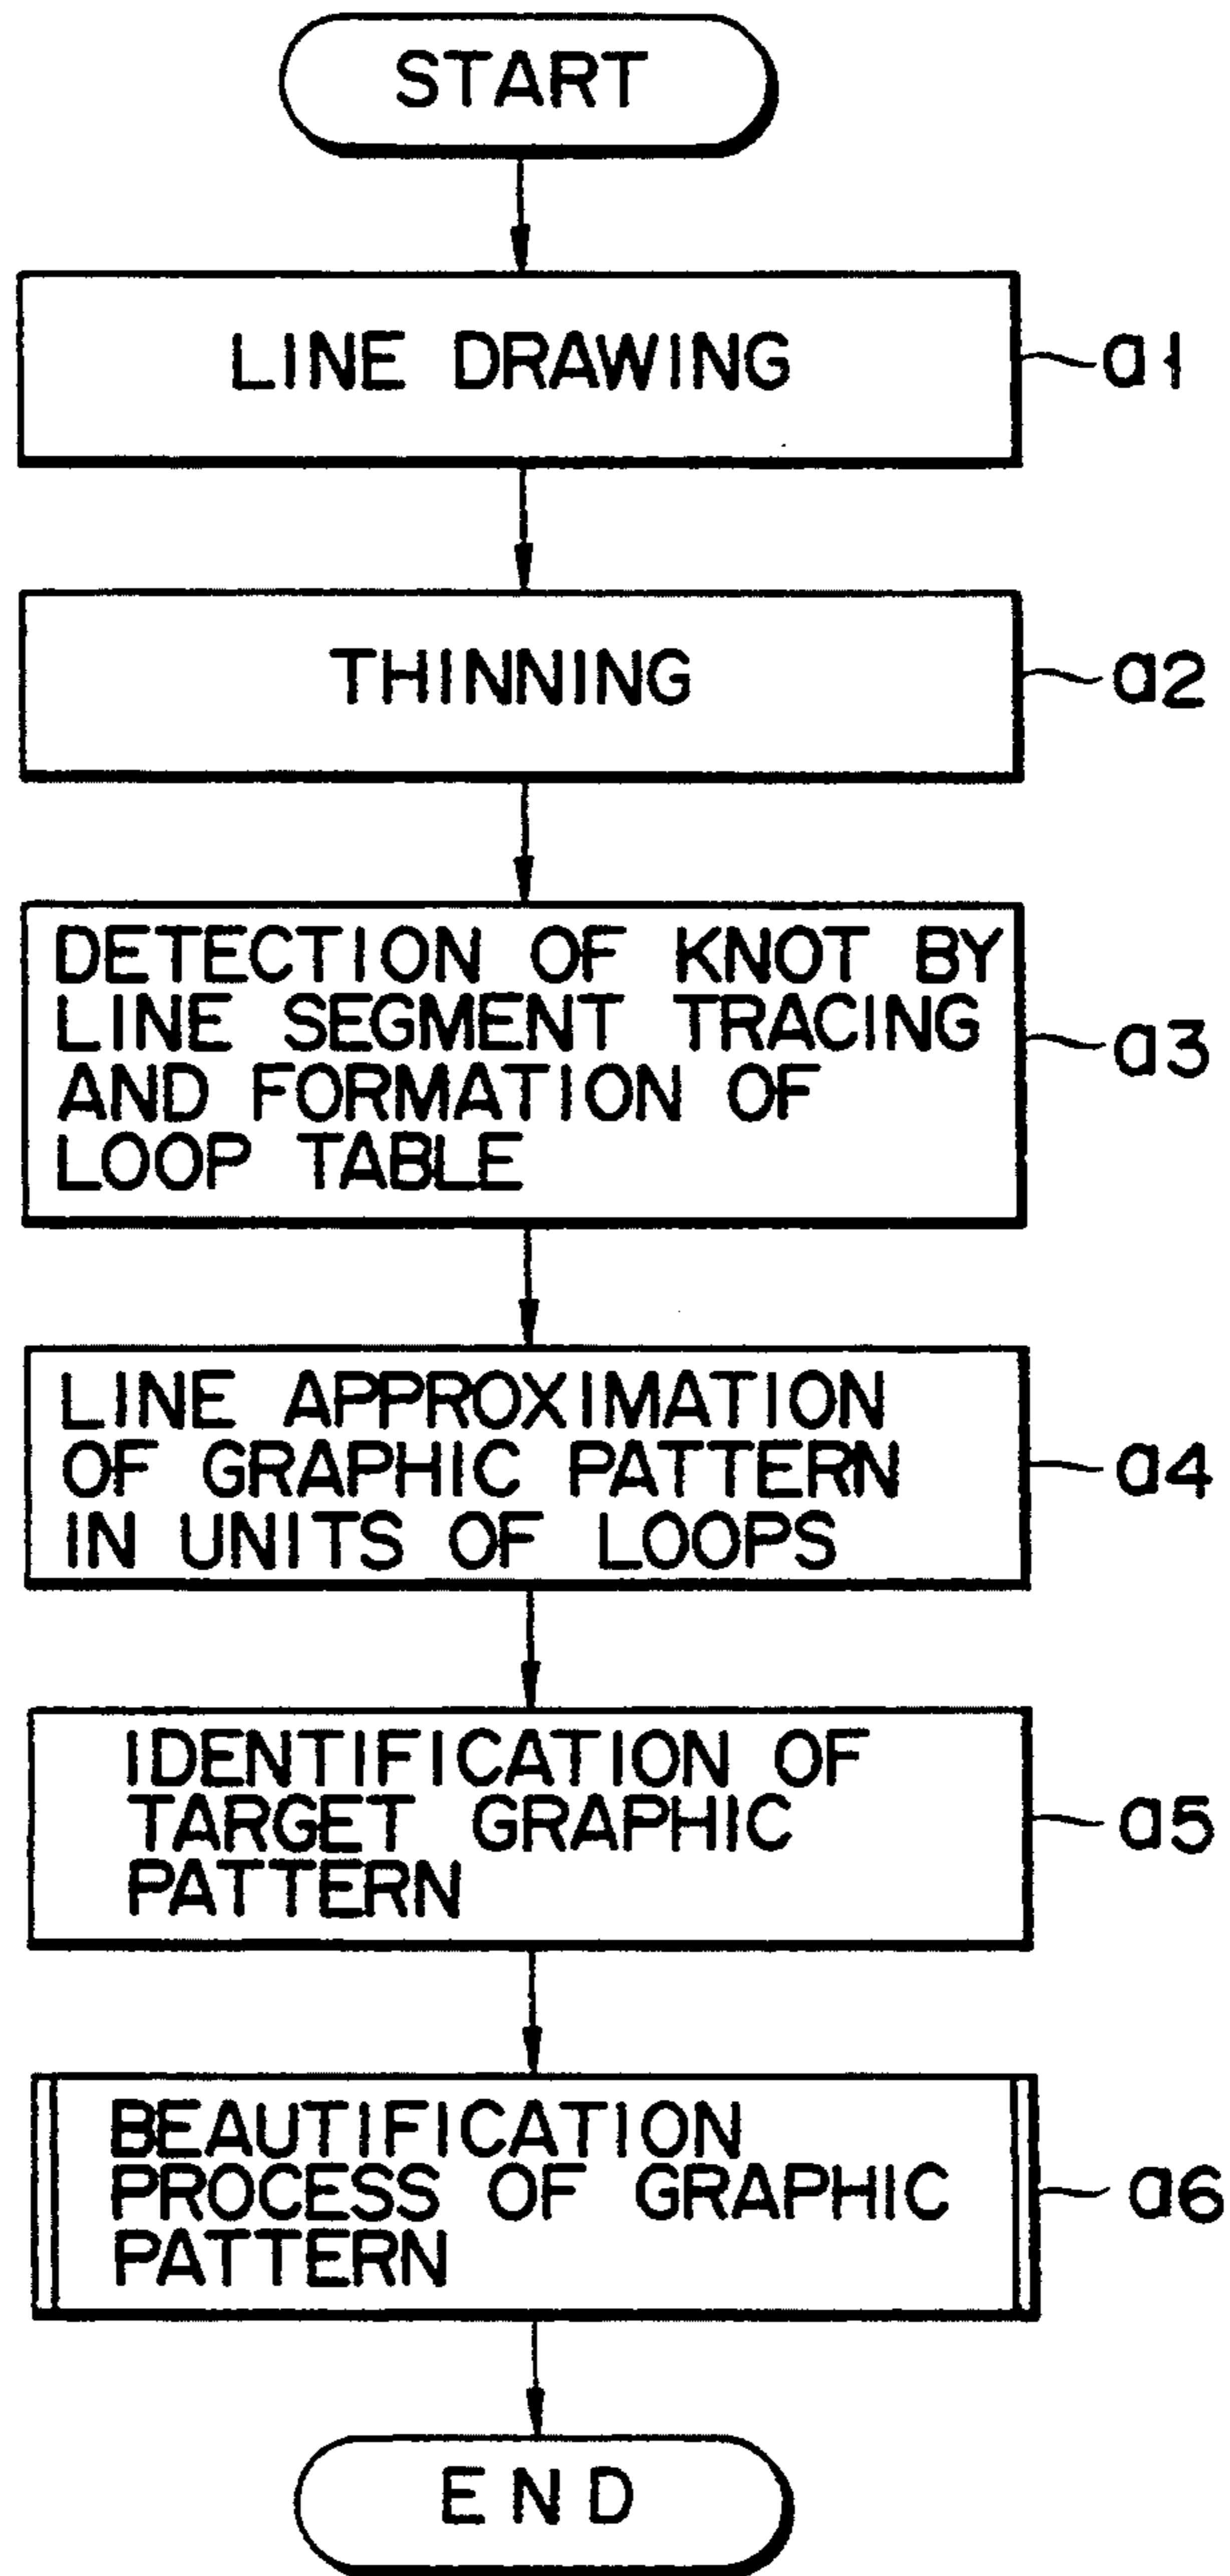 START
LINE DRAWING
a1
THINNING
a2
DETECTION OF KNOT BY
LINE SEGMENT TRACING
AND FORMATION OF
LOOP TABLE
a3
LINE APPROXIMATION
OF GRAPHIC PATTERN
IN UNITS OF LOOPS
a4
IDENTIFICATION OF
TARGET GRAPHIC
PATTERN
a5
BEAUTIFICATION
PROCESS OF GRAPHIC
PATTERN
a6
END